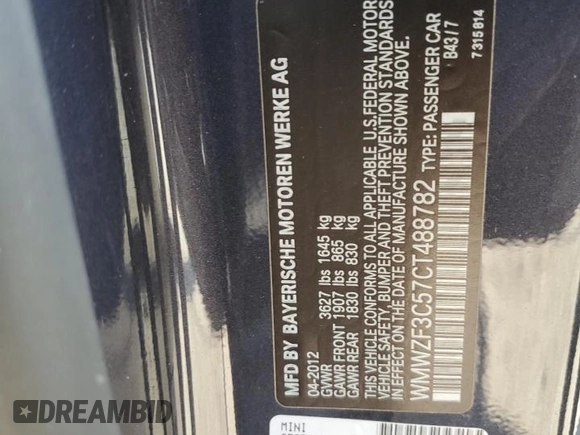 MFD BY BAYERISCHE MOTOREN WERKE AG
04-2012
GVWR 3627 lbs 1645 kg
GAWR FRONT 1907 lbs 865 kg
GAWR REAR 1830 lbs 830 kg
THIS VEHICLE CONFORMS TO ALL APPLICABLE U.S.FEDERAL MOTOR
VEHICLE SAFETY, BUMPER AND THEFT PREVENTION STANDARDS
IN EFFECT ON THE DATE OF MANUFACTURE SHOWN ABOVE.
WMWZF3C57CT488782 TYPE: PASSENGER CAR
B43/7
7315814
MINI
DREAMBID